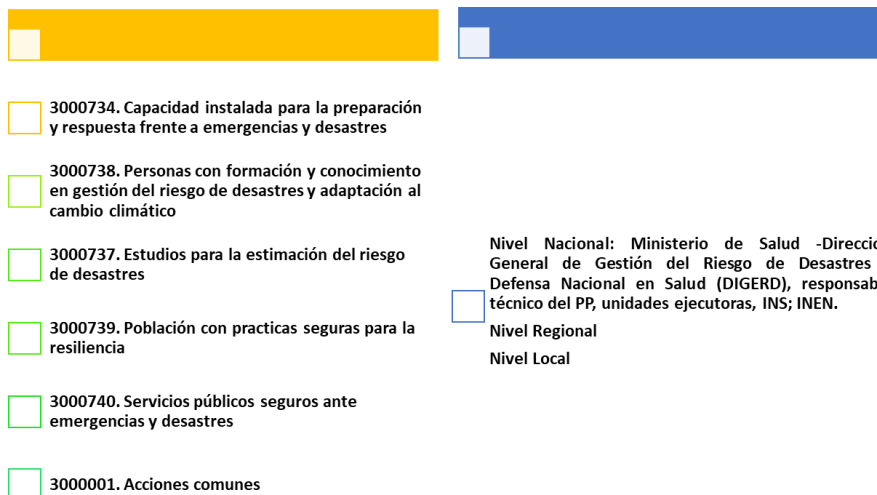 3000734. Capacidad instalada para la preparación
y respuesta frente a emergencias y desastres
3000738. Personas con formación y conocimiento
en gestión del riesgo de desastres y adaptación al
cambio climático
3000737. Estudios para la estimación del riesgo
de desastres
3000739. Población con practicas seguras para la
resiliencia
3000740. Servicios públicos seguros ante
emergencias y desastres
3000001. Acciones comunes
Nivel Nacional: Ministerio de Salud -Direcci
General de Gestión del Riesgo de Desastres
Defensa Nacional en Salud (DIGERD), responsab
técnico del PP, unidades ejecutoras, INS; INEN.
Nivel Regional
Nivel Local